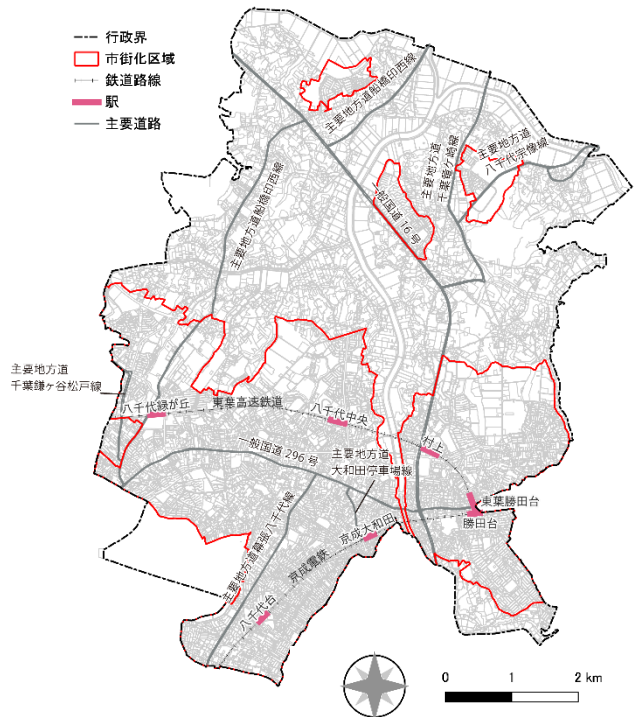 行政界
市街化区域
鉄道路線
駅
主要道路
主要地方道船橋印西線
主要地方道
千葉竜ケ崎線
主要地方道
八千代宗像線
一般国道16号
主要地方道船橋印西線
主要地方道
千葉鎌ヶ谷松戸線
八千代緑が丘
東葉高速鉄道
八千代中央
村上
一般国道296号
主要地方道
大和田停車場線
東葉勝田台
勝田台
京成大和田
主要地方道幕張八千代線
京成電鉄
八千代台
0 1 2 km